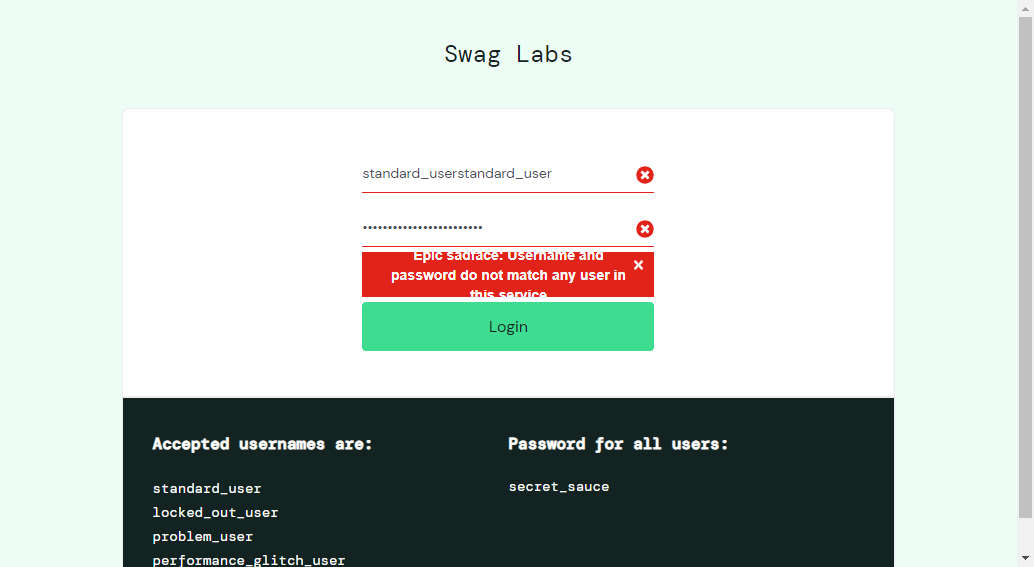 Swag Labs
standard_userstandard_user
••••••••••••••••••••••••
Epic sadface: Username and
password do not match any user in
this service
Login
Accepted usernames are:
Password for all users:
standard_user
secret_sauce
locked_out_user
problem_user
performance_glitch_user